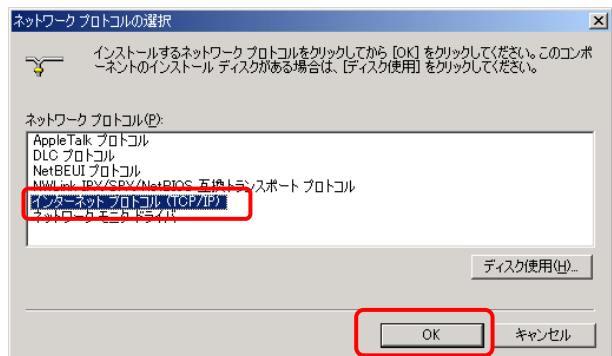 ネットワーク プロトコルの選択
インストールするネットワーク プロトコルをクリックしてから [OK] をクリックしてください。このコンポ
ーネントのインストール ディスクがある場合は、[ディスク使用] をクリックしてください。
ネットワーク プロトコル(P):
AppleTalk プロトコル
DLC プロトコル
NetBEUI プロトコル
NWLink IPX/SPX/NetBIOS 互換トランスポート プロトコル
インターネット プロトコル (TCP/IP)
ネットワーク モニタ ドライバ
ディスク使用(H)...
OK
キャンセル